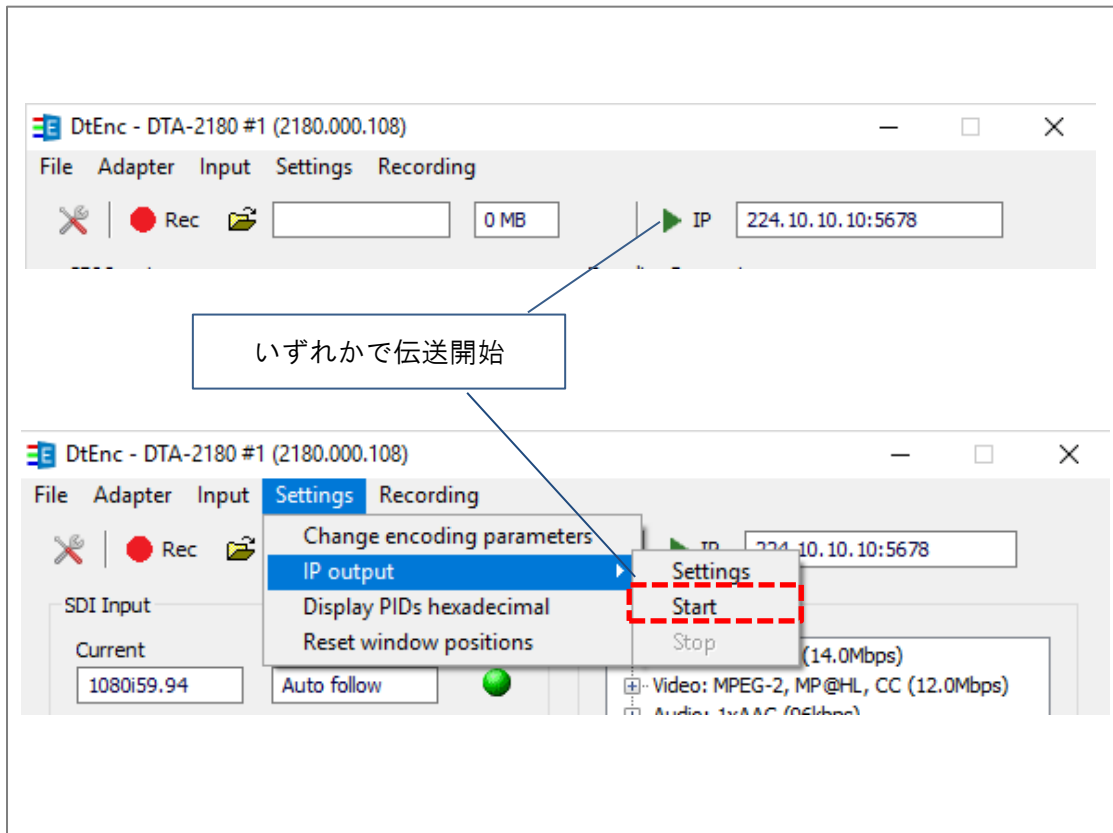 DtEnc - DTA-2180 #1 (2180.000.108)
File Adapter Input Settings Recording
Rec 0 MB IP 224.10.10.10:5678
いずれかで伝送開始
DtEnc - DTA-2180 #1 (2180.000.108)
File Adapter Input Settings Recording
Rec IP 224.10.10.10:5678
Change encoding parameters
IP output
Display PIDs hexadecimal
Reset window positions
Settings
Start
Stop
SDI Input
Current
1080i59.94 Auto follow
(14.0Mbps)
Video: MPEG-2, MP@HL, CC (12.0Mbps)
Audio: 1xAAC (96kbps)